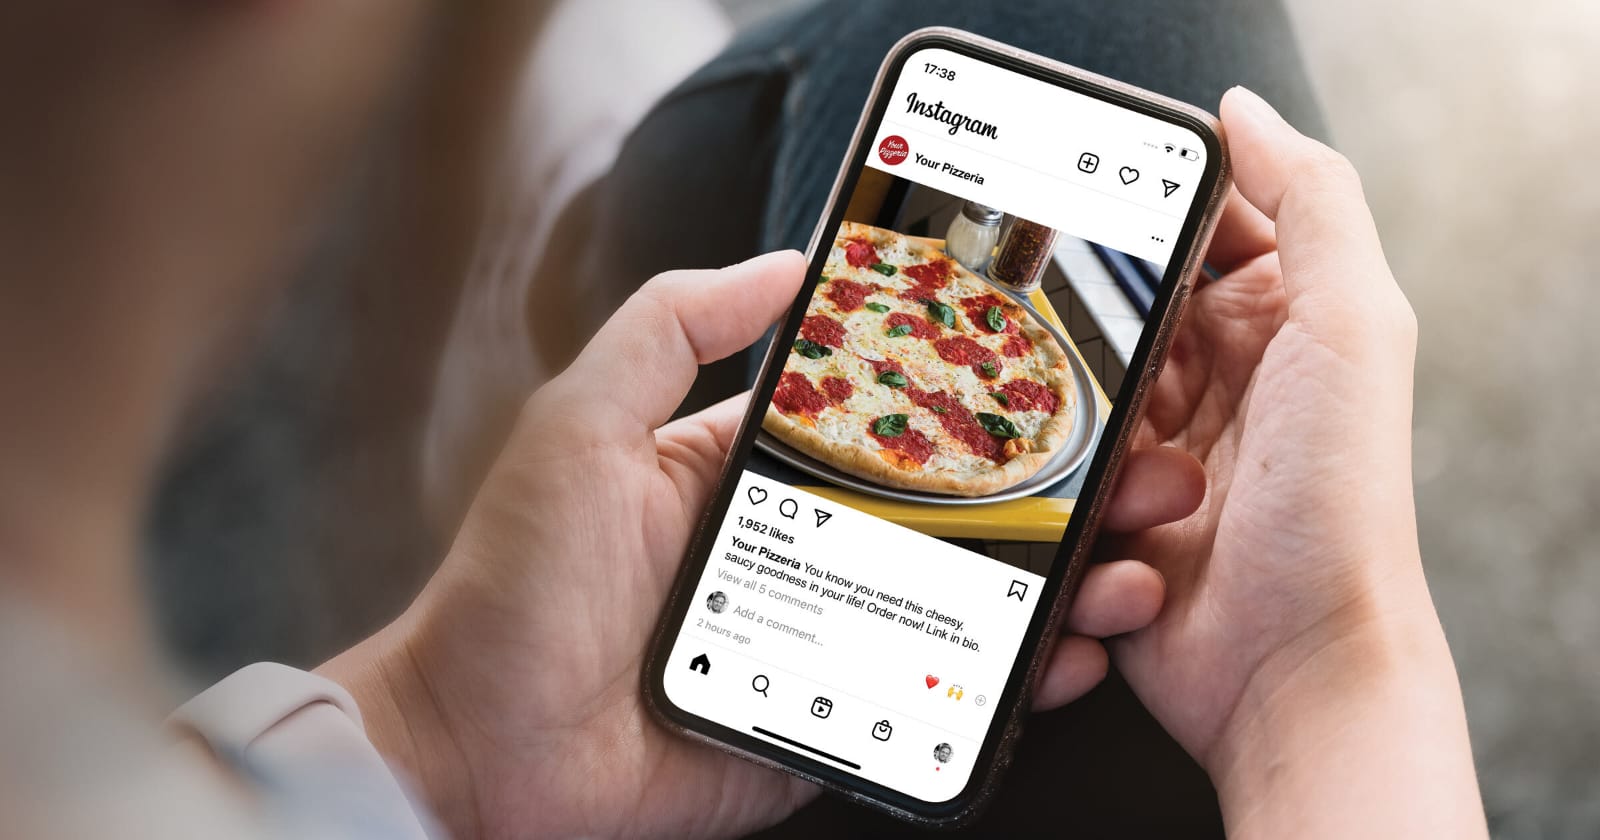 17:38
Instagram
Your
Pizzeria
Your Pizzeria
1,952 likes
Your Pizzeria You know you need this cheesy,
saucy goodness in your life! Order now! Link in bio.
View all 5 comments
Add a comment...
2 hours ago